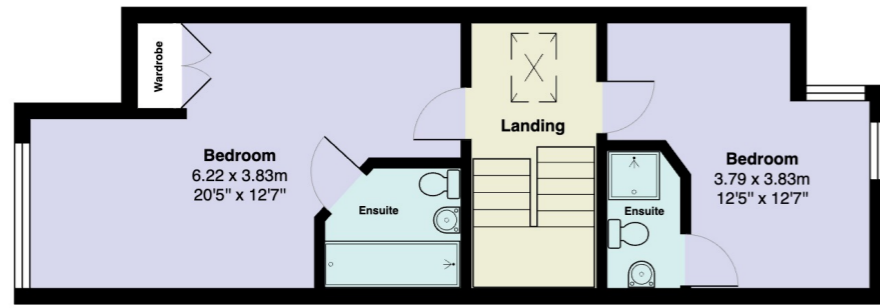 Wardrobe
Bedroom
6.22 x 3.83m
20'5" x 12'7"
Ensuite
Landing
Ensuite
Bedroom
3.79 x 3.83m
12'5" x 12'7"